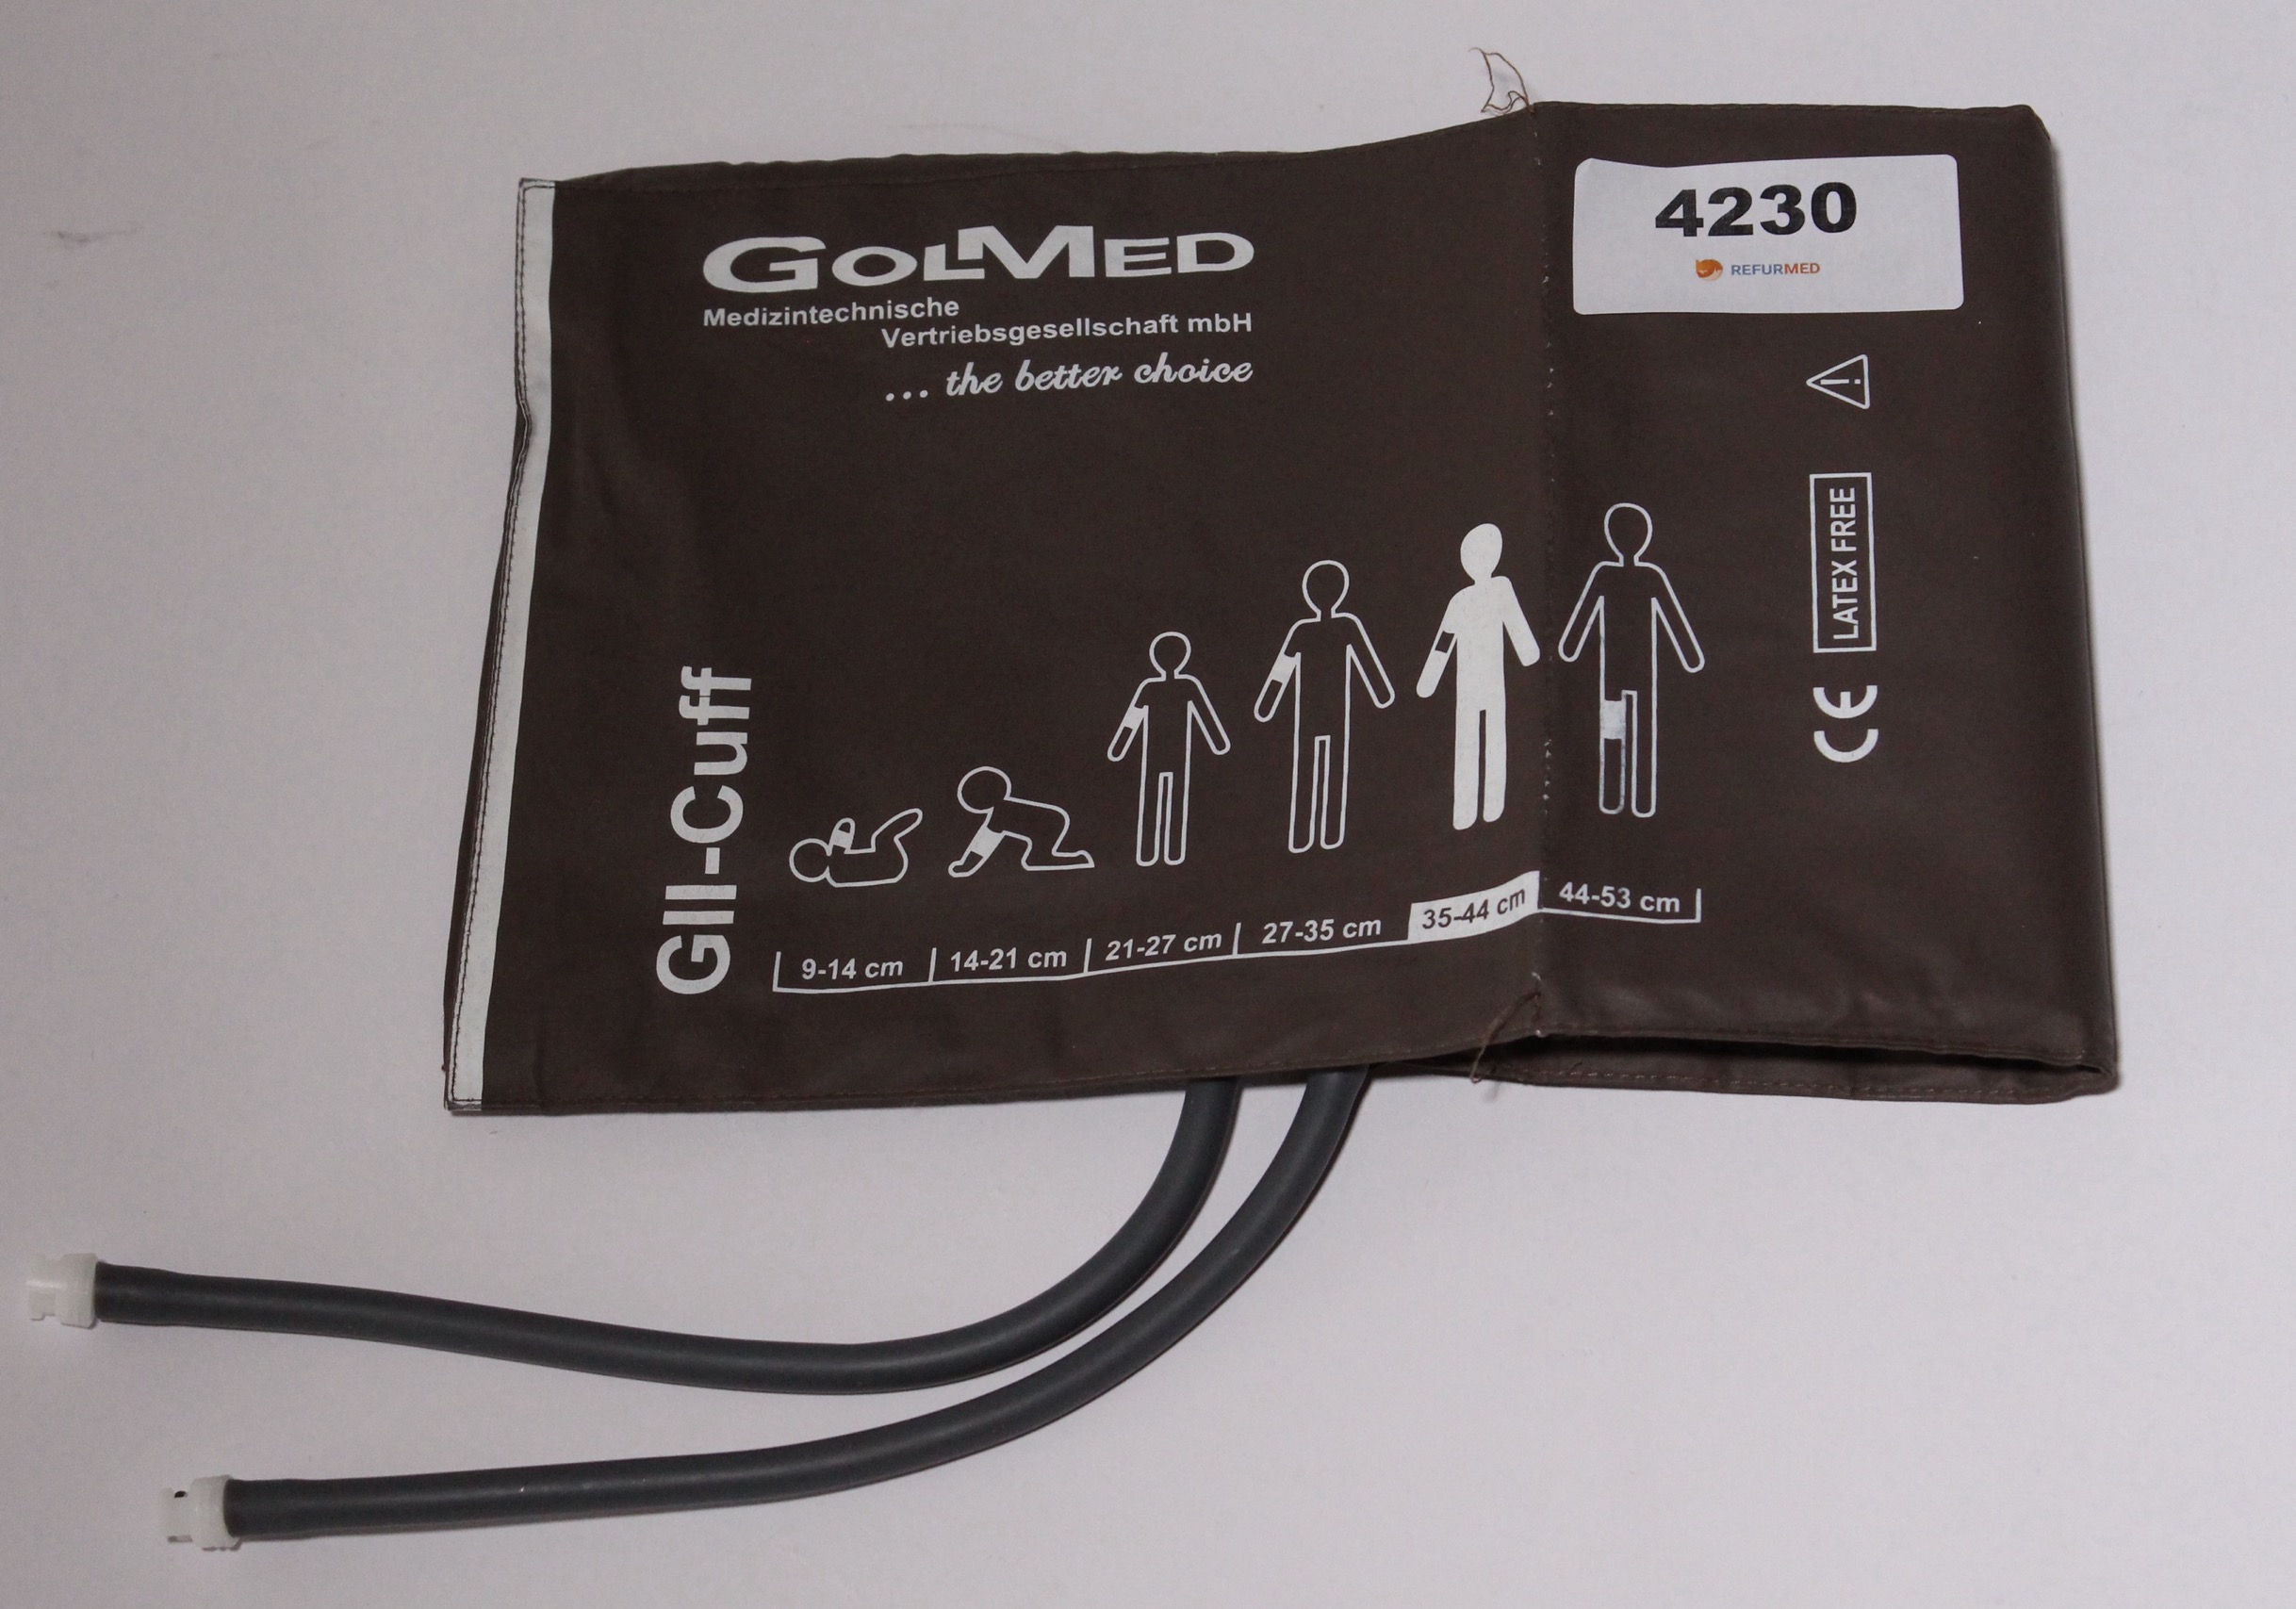 GOLMED
Medizintechnische
Vertriebsgesellschaft mbH
... the better choice
4230
REFURMED
LATEX FREE
CE
GII-Cuff
9-14 cm
14-21 cm
21-27 cm
27-35 cm
35-44 cm
44-53 cm